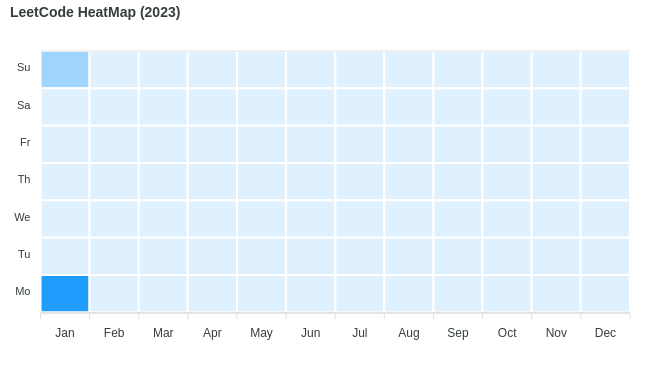 LeetCode HeatMap (2023)
Su
Sa
Fr
Th
We
Tu
Mo
Jan Feb Mar Apr May Jun Jul Aug Sep Oct Nov Dec